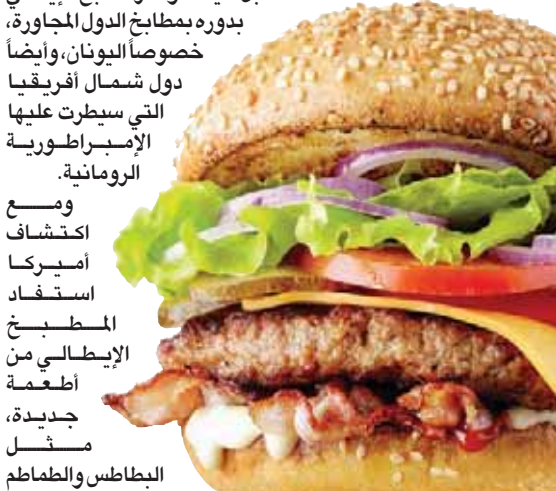 بدوره بمطابخ الدول المجاورة،
خصوصاً اليونان، وأيضاً
دول شمال أفريقيا
التي سيطرت عليها
الإمبراطورية
الرومانية.
ومع
اكتشاف
أميركا
استفاد
المطبخ
الإيطالي من
أطعمة
جديدة،
مثل
البطاطس والطماطم